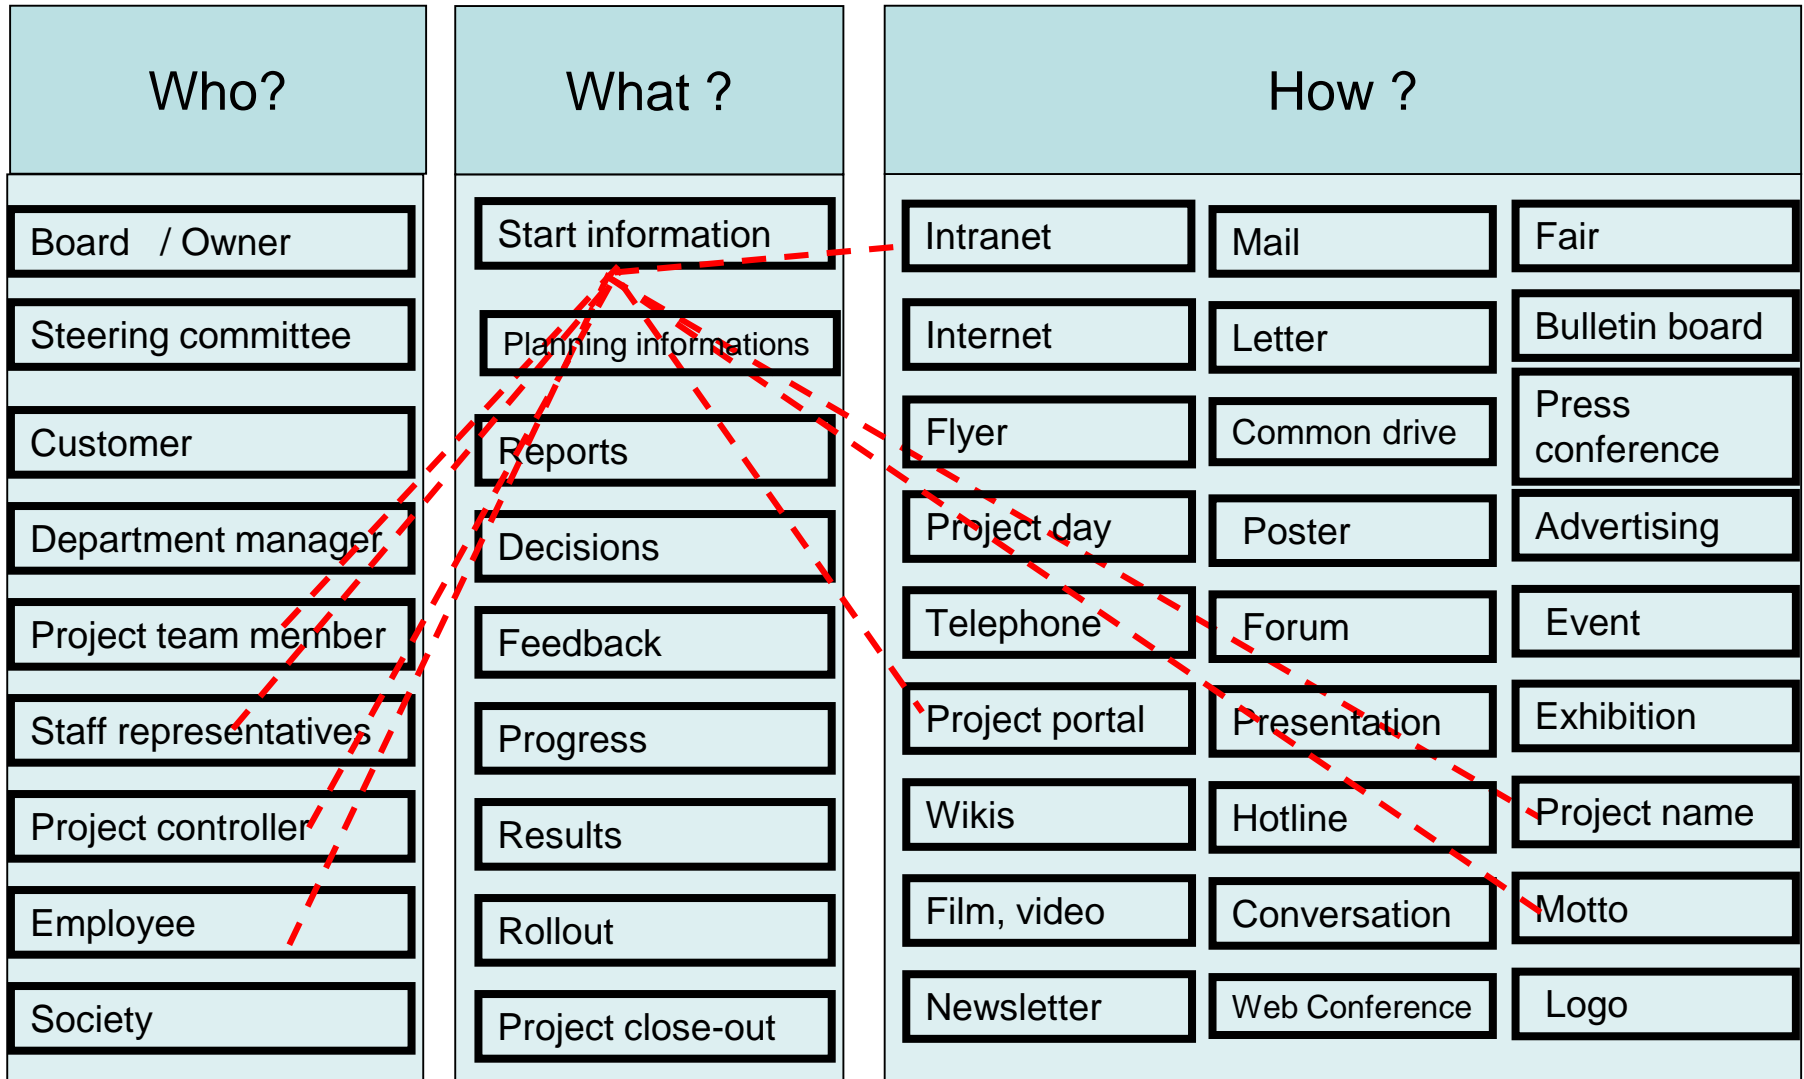 Who?
What ?
How ?
Board / Owner
Steering committee
Customer
Department manager
Project team member
Staff representatives
Project controller
Employee
Society
Start information
Planning informations
Reports
Decisions
Feedback
Progress
Results
Rollout
Project close-out
Intranet
Internet
Flyer
Project day
Telephone
Project portal
Wikis
Film, video
Newsletter
Mail
Letter
Common drive
Poster
Forum
Presentation
Hotline
Conversation
Web Conference
Fair
Bulletin board
Press
conference
Advertising
Event
Exhibition
Project name
Motto
Logo